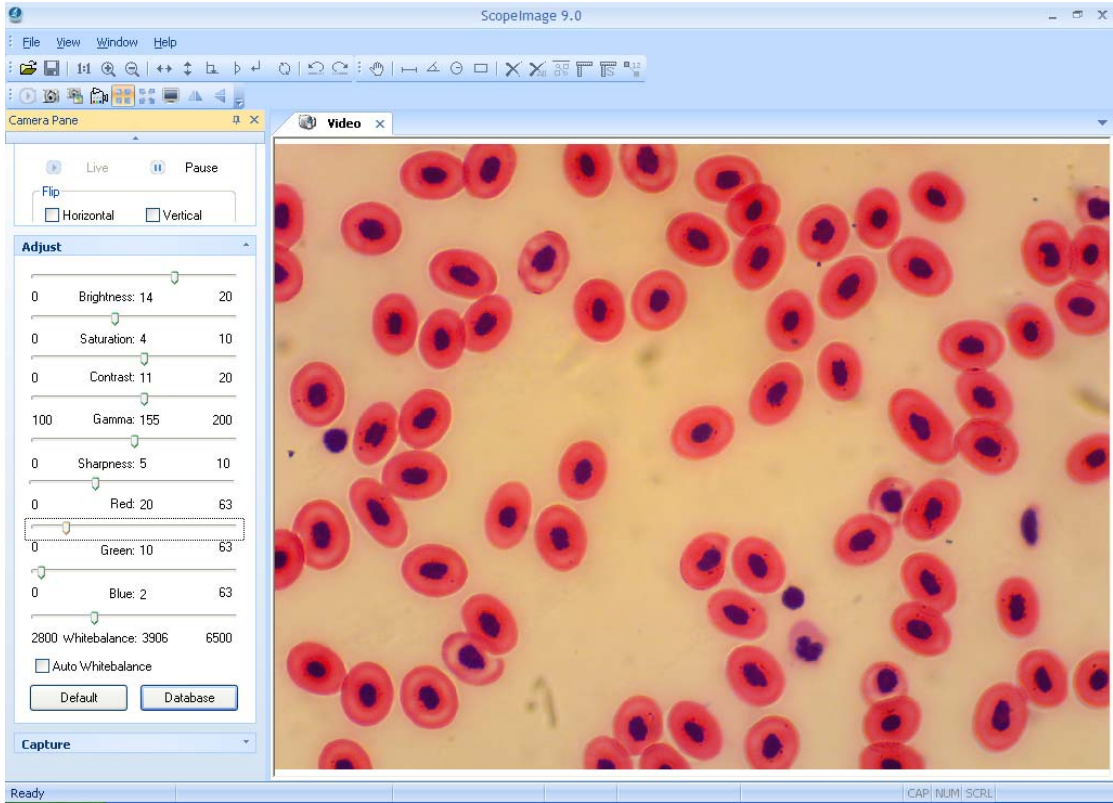 ScopeImage 9.0
File View Window Help
1:1
Camera Pane
Video
Live Pause
Flip
Horizontal Vertical
Adjust
0 Brightness: 14 20
0 Saturation: 4 10
0 Contrast: 11 20
100 Gamma: 155 200
0 Sharpness: 5 10
0 Red: 20 63
0 Green: 10 63
0 Blue: 2 63
2800 Whitebalance: 3906 6500
Auto Whitebalance
Default Database
Capture
Ready CAP NUM SCRL